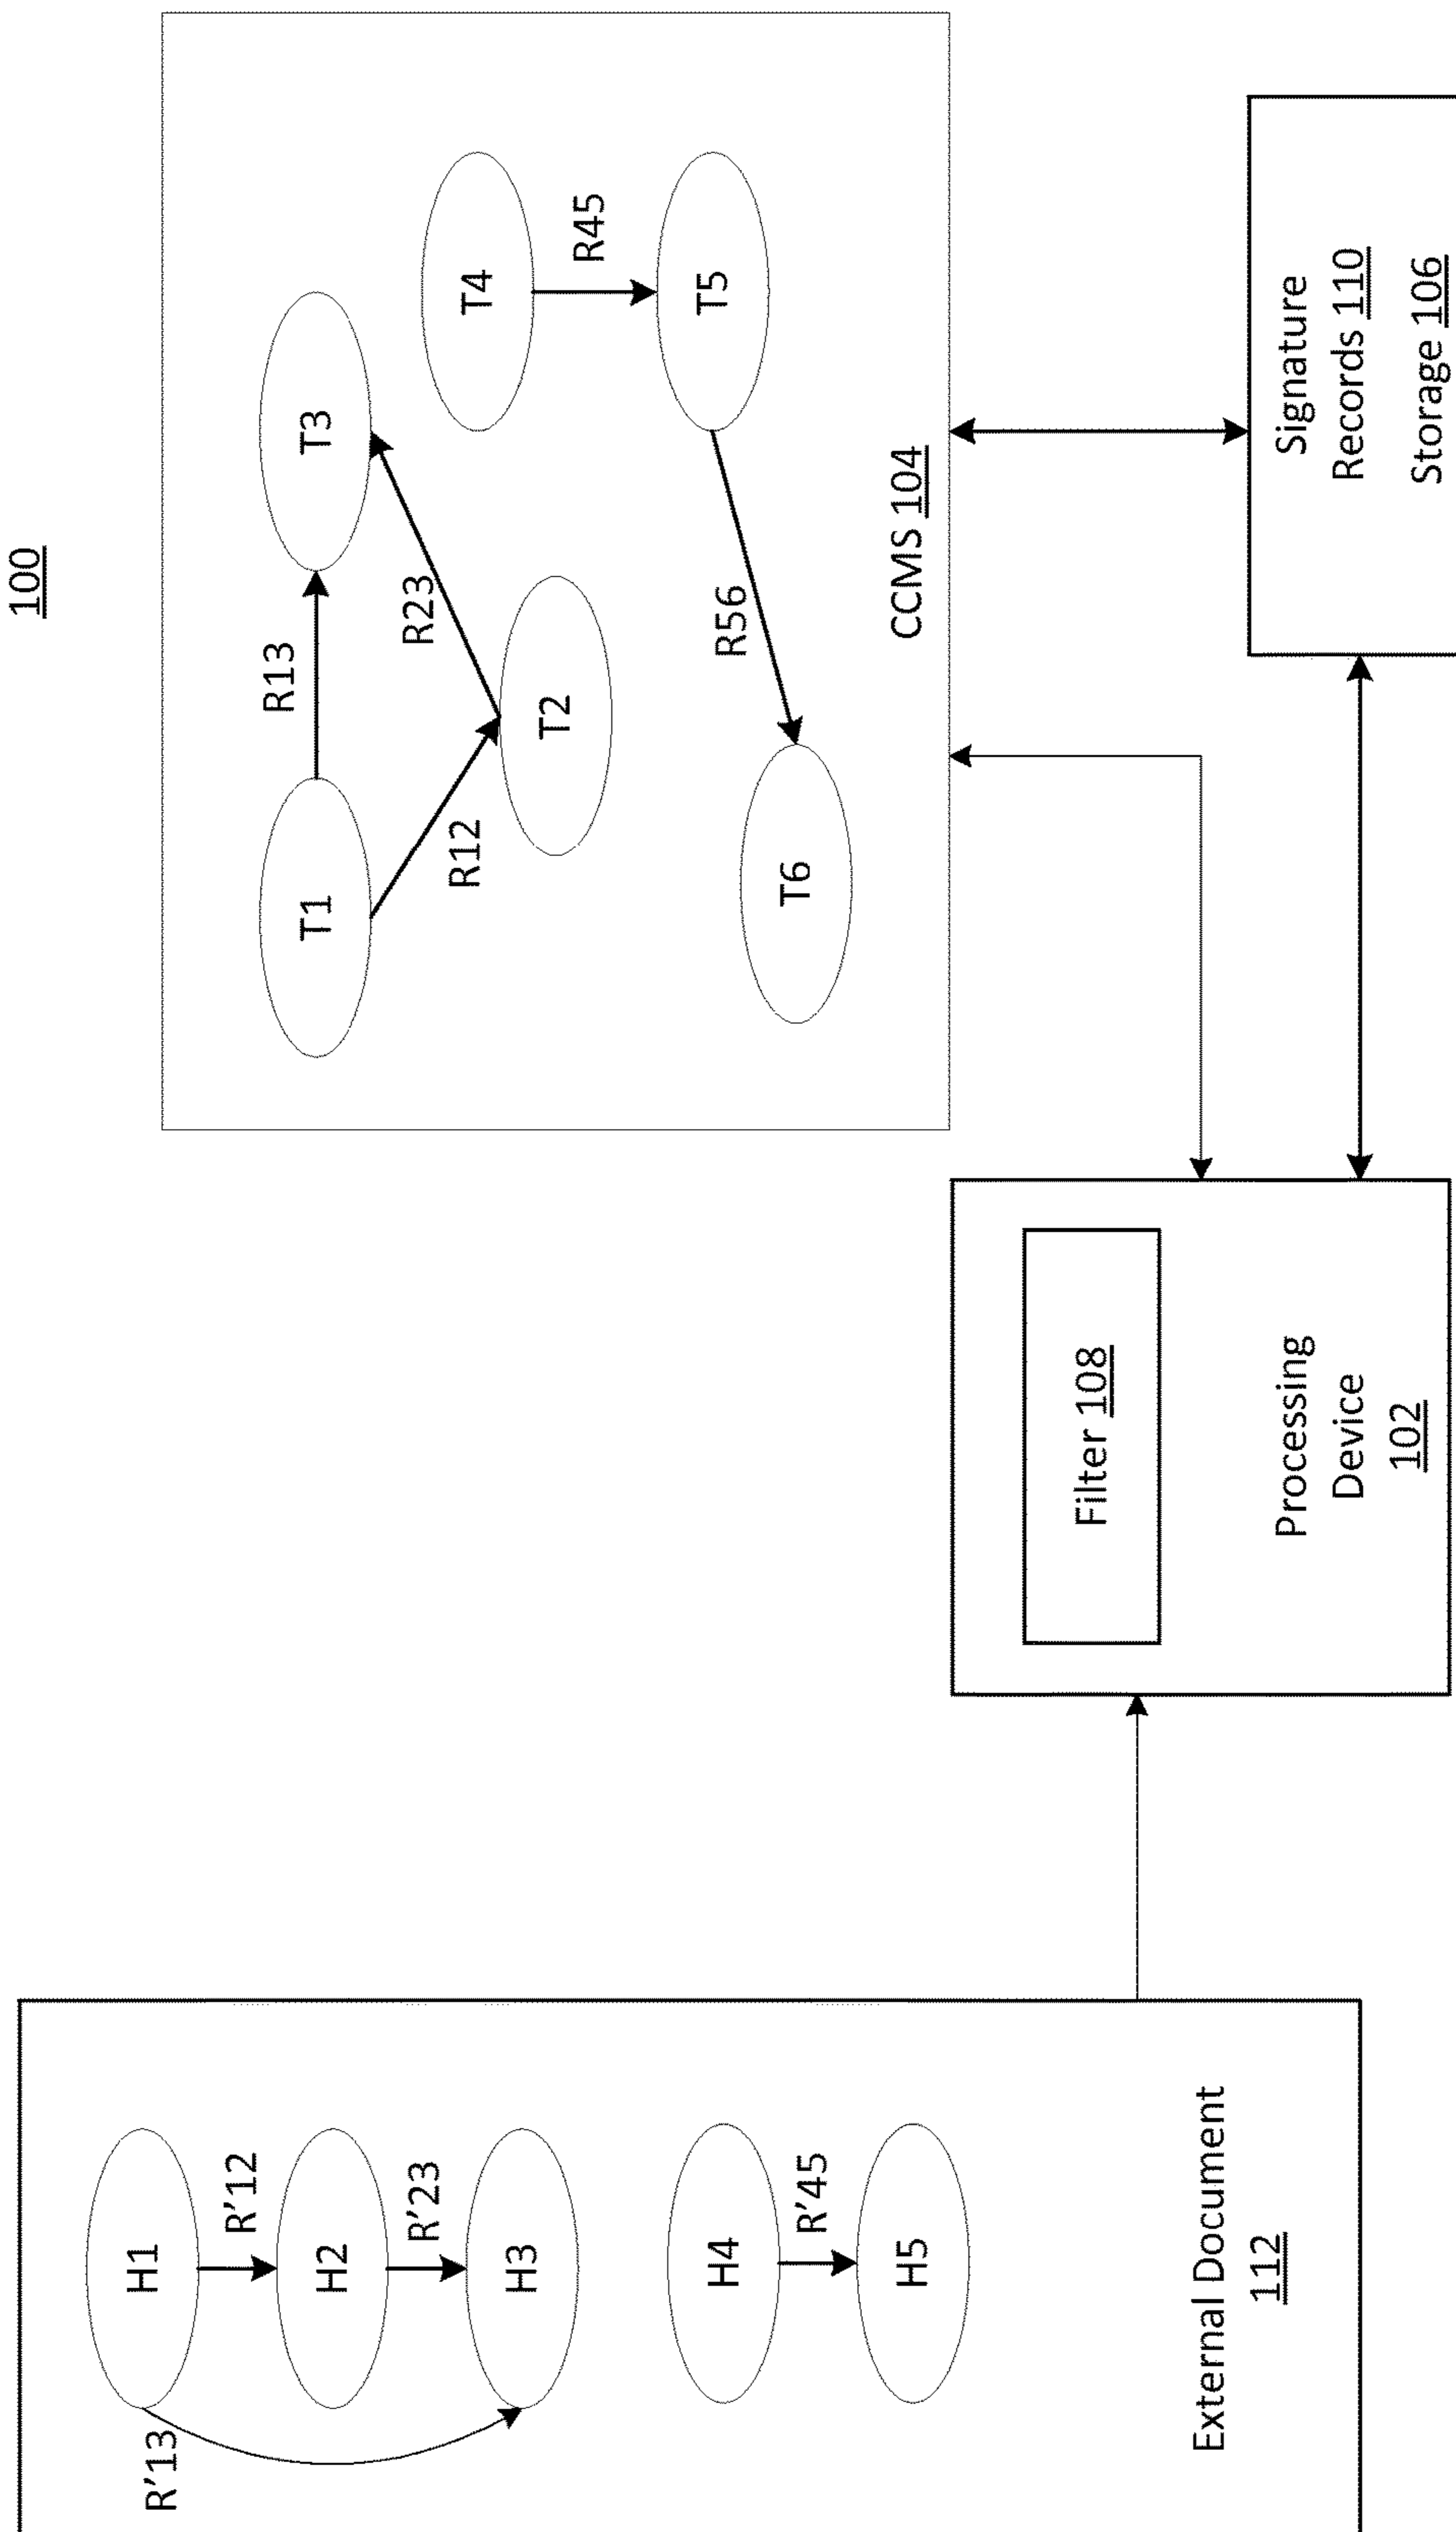 100
H1
R'12
H2
R'13
R'23
H3
H4
R'45
H5
External Document
112
Filter 108
Processing
Device
102
T1
R13
T3
R12
R23
T2
T4
R45
T5
R56
T6
CCMS 104
Signature
Records 110
Storage 106